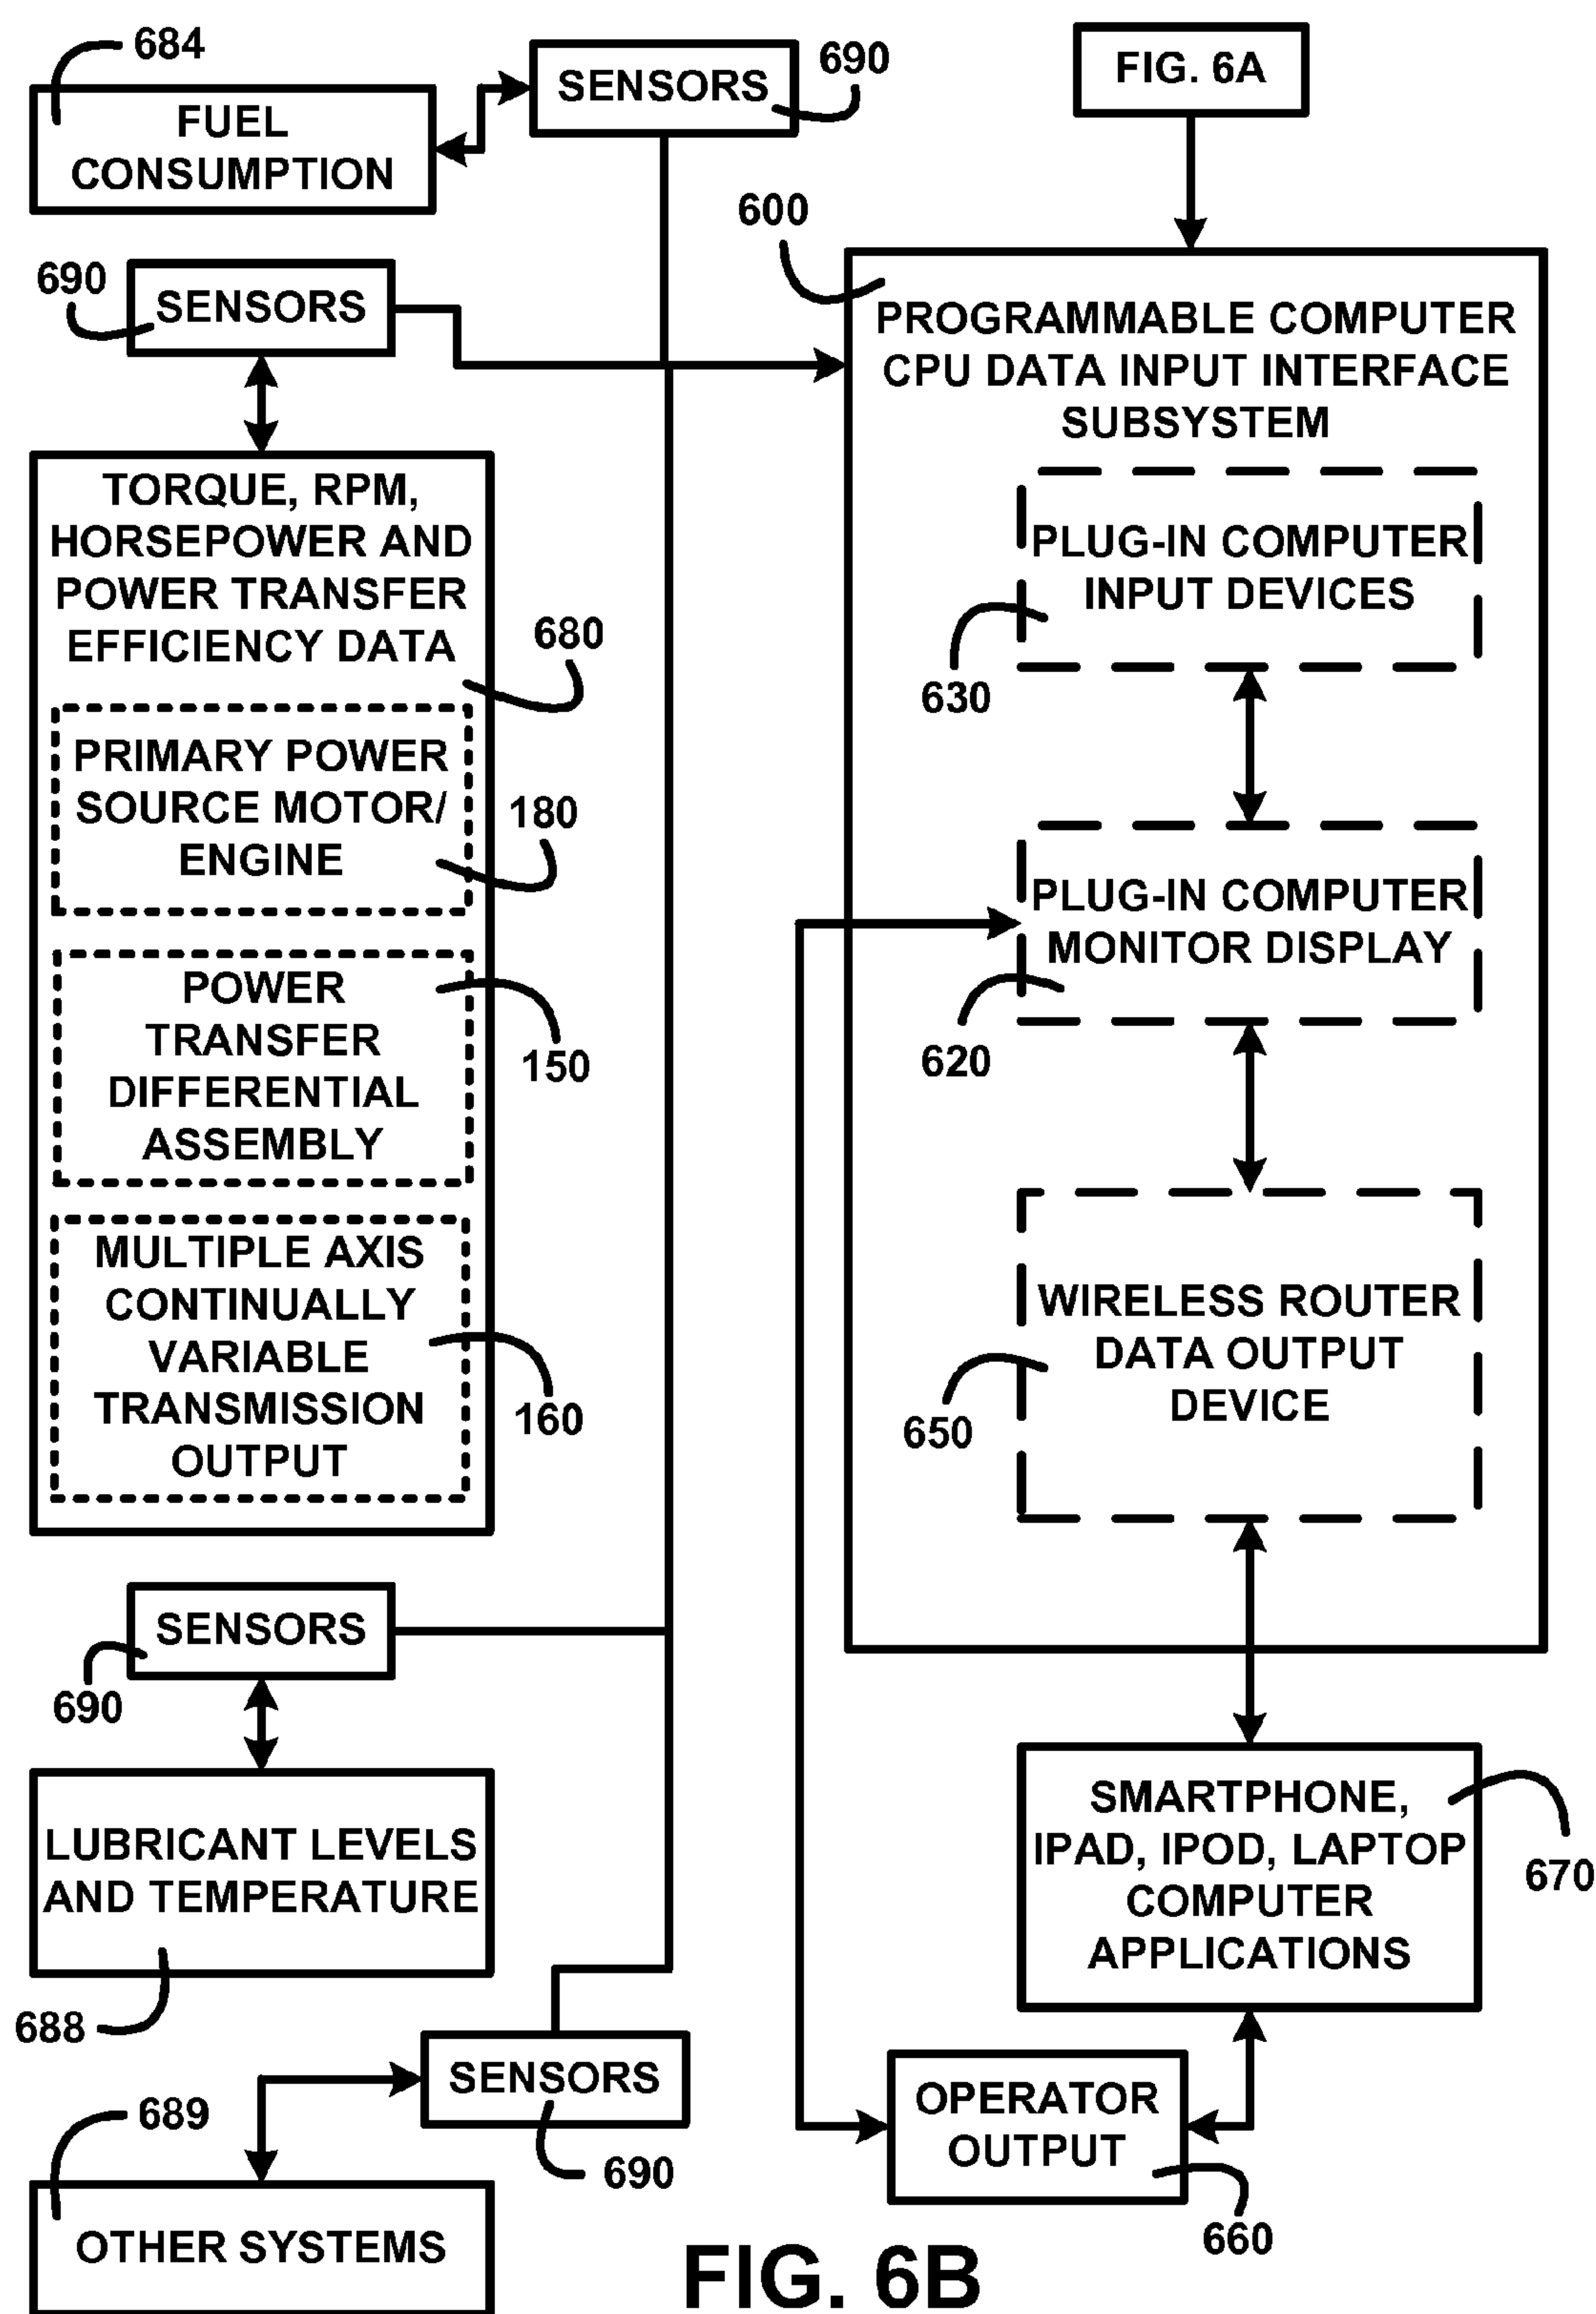 684
FUEL
CONSUMPTION
SENSORS
690
FIG. 6A
690
SENSORS
600
PROGRAMMABLE COMPUTER
CPU DATA INPUT INTERFACE
SUBSYSTEM
PLUG-IN COMPUTER
INPUT DEVICES
630
PLUG-IN COMPUTER
MONITOR DISPLAY
620
WIRELESS ROUTER
DATA OUTPUT
DEVICE
650
TORQUE, RPM,
HORSEPOWER AND
POWER TRANSFER
EFFICIENCY DATA
680
PRIMARY POWER
SOURCE MOTOR/
ENGINE
180
POWER
TRANSFER
DIFFERENTIAL
ASSEMBLY
150
MULTIPLE AXIS
CONTINUALLY
VARIABLE
TRANSMISSION
OUTPUT
160
SENSORS
690
LUBRICANT LEVELS
AND TEMPERATURE
688
SENSORS
690
689
OTHER SYSTEMS
SMARTPHONE,
IPAD, IPOD, LAPTOP
COMPUTER
APPLICATIONS
670
OPERATOR
OUTPUT
660
FIG. 6B